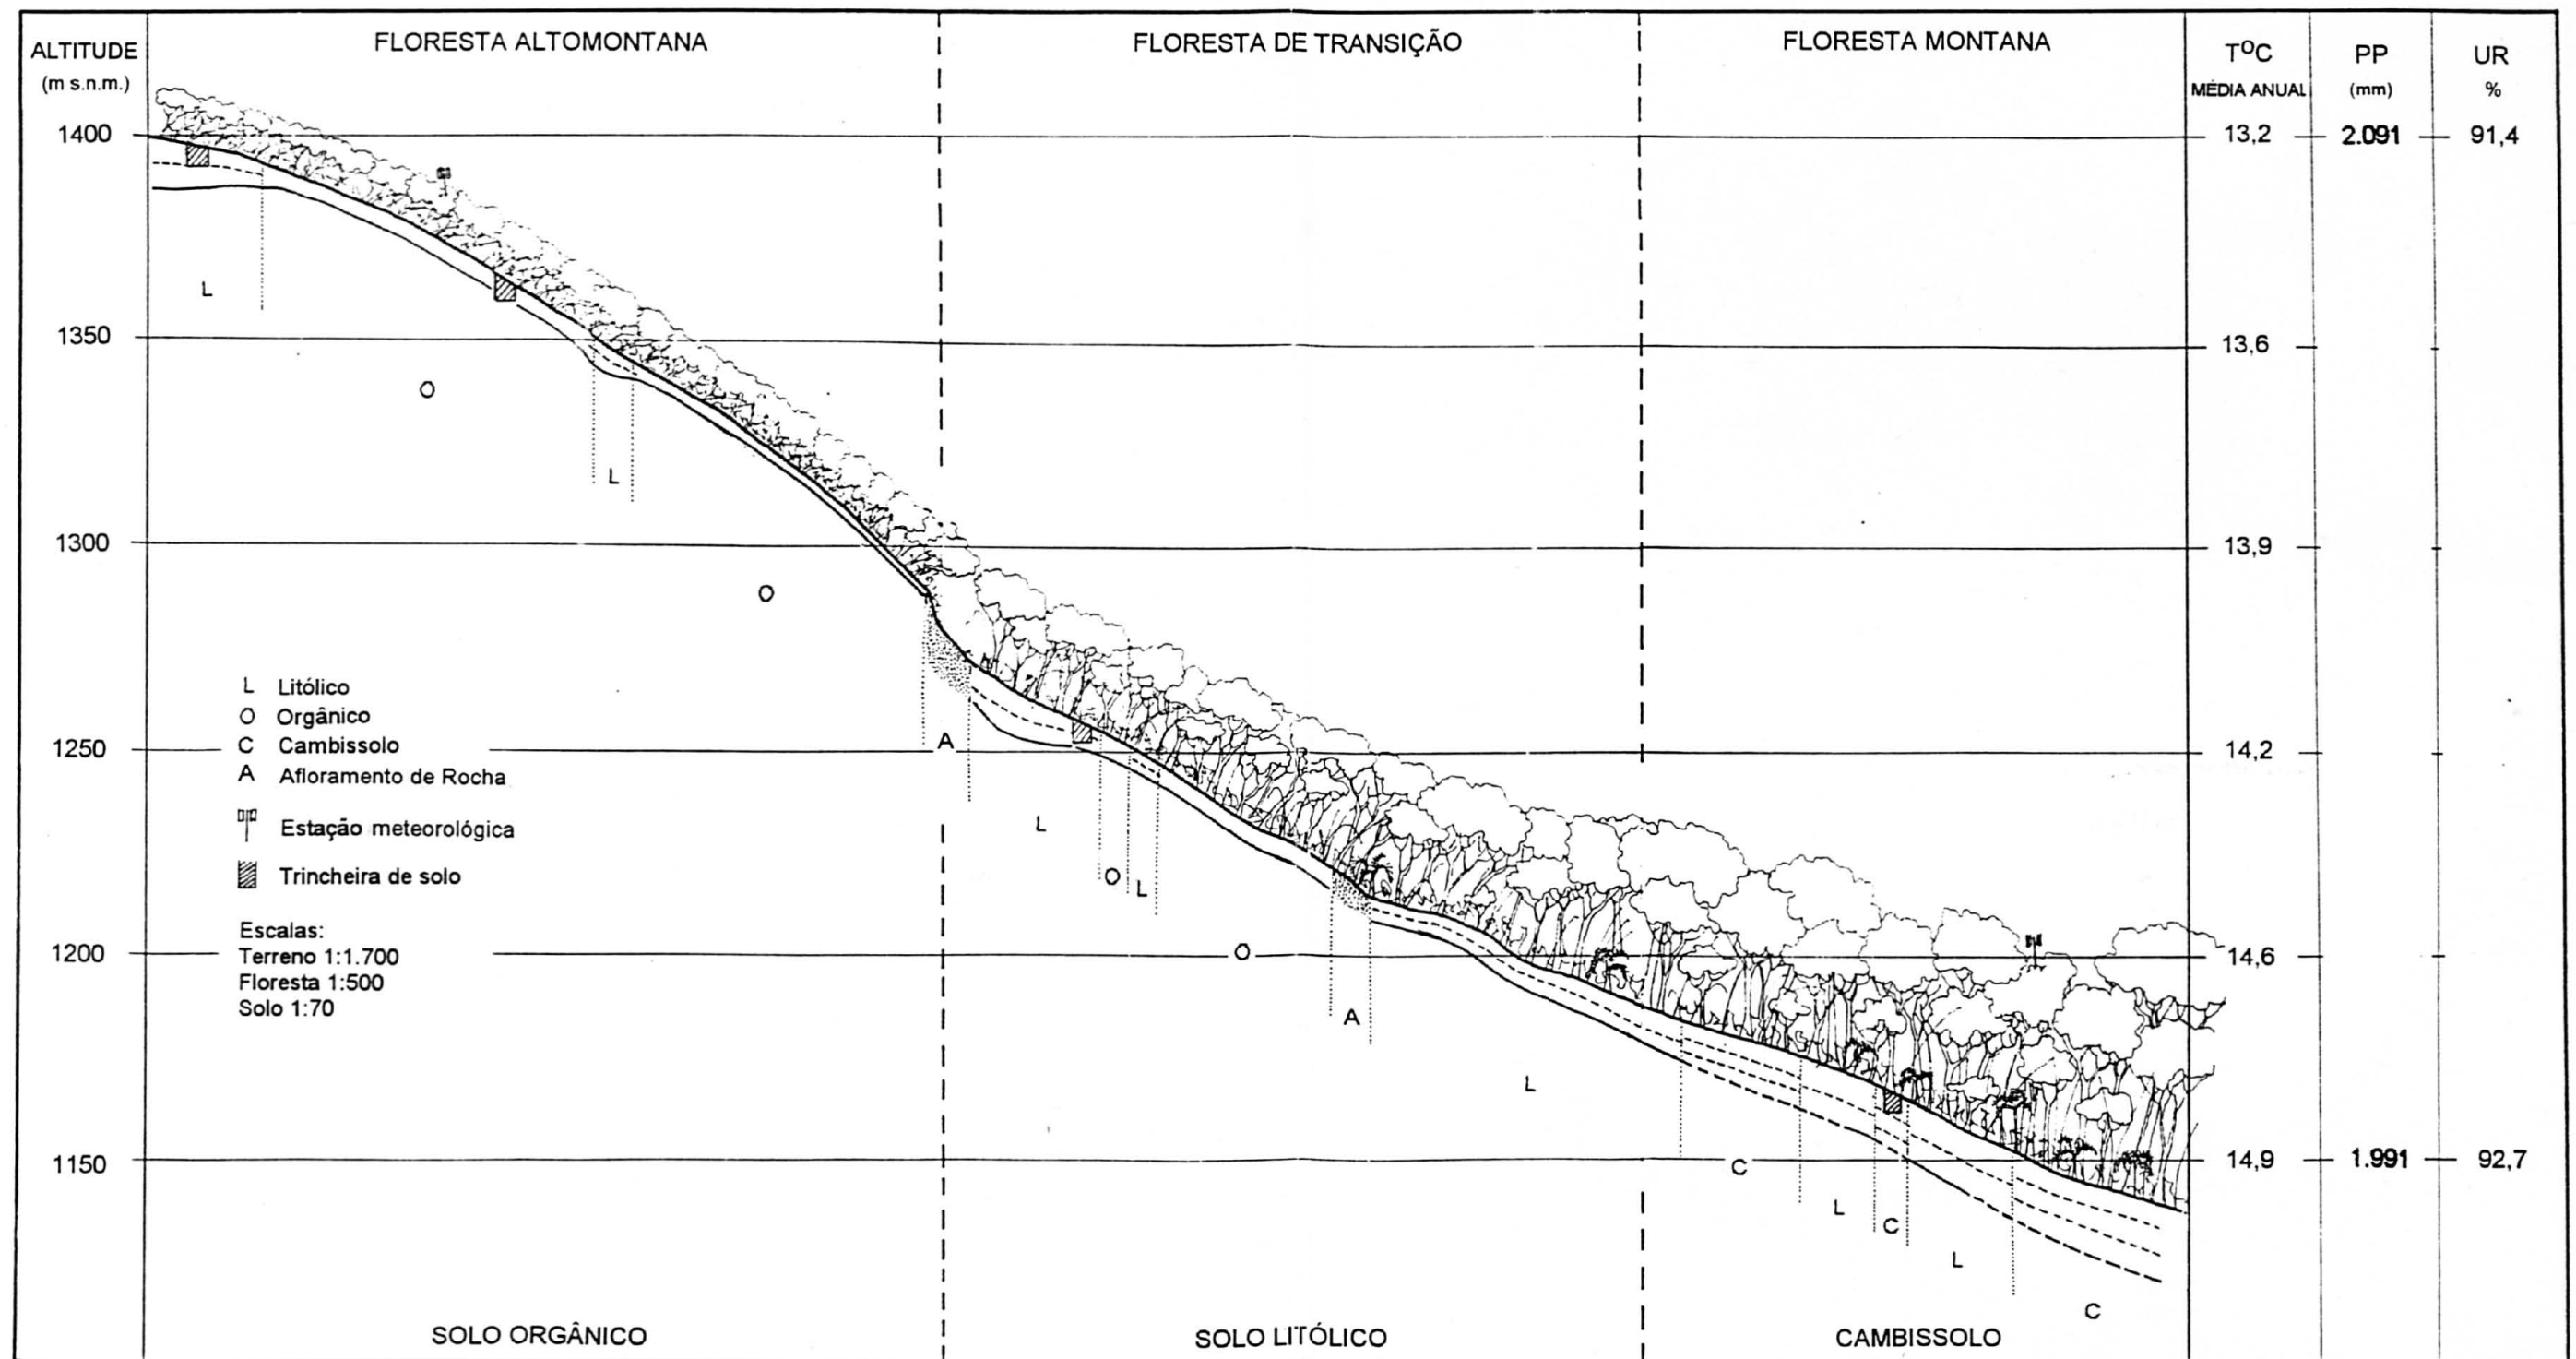 ALTITUDE
(m s.n.m.)
FLORESTA ALTOMONTANA
FLORESTA DE TRANSIÇÃO
FLORESTA MONTANA
TºC
MÉDIA ANUAL
PP
(mm)
UR
%
1400
13,2
2.091
91,4
L
1350
13,6
O
L
1300
13,9
O
L Litólico
O Orgânico
C Cambissolo
A Afloramento de Rocha
Estação meteorológica
Trincheira de solo
Escalas:
Terreno 1:1.700
Floresta 1:500
Solo 1:70
1250
A
14,2
L
O
L
1200
O
14,6
A
L
1150
C
14,9
1.991
92,7
L
C
L
C
SOLO ORGÂNICO
SOLO LITÓLICO
CAMBISSOLO